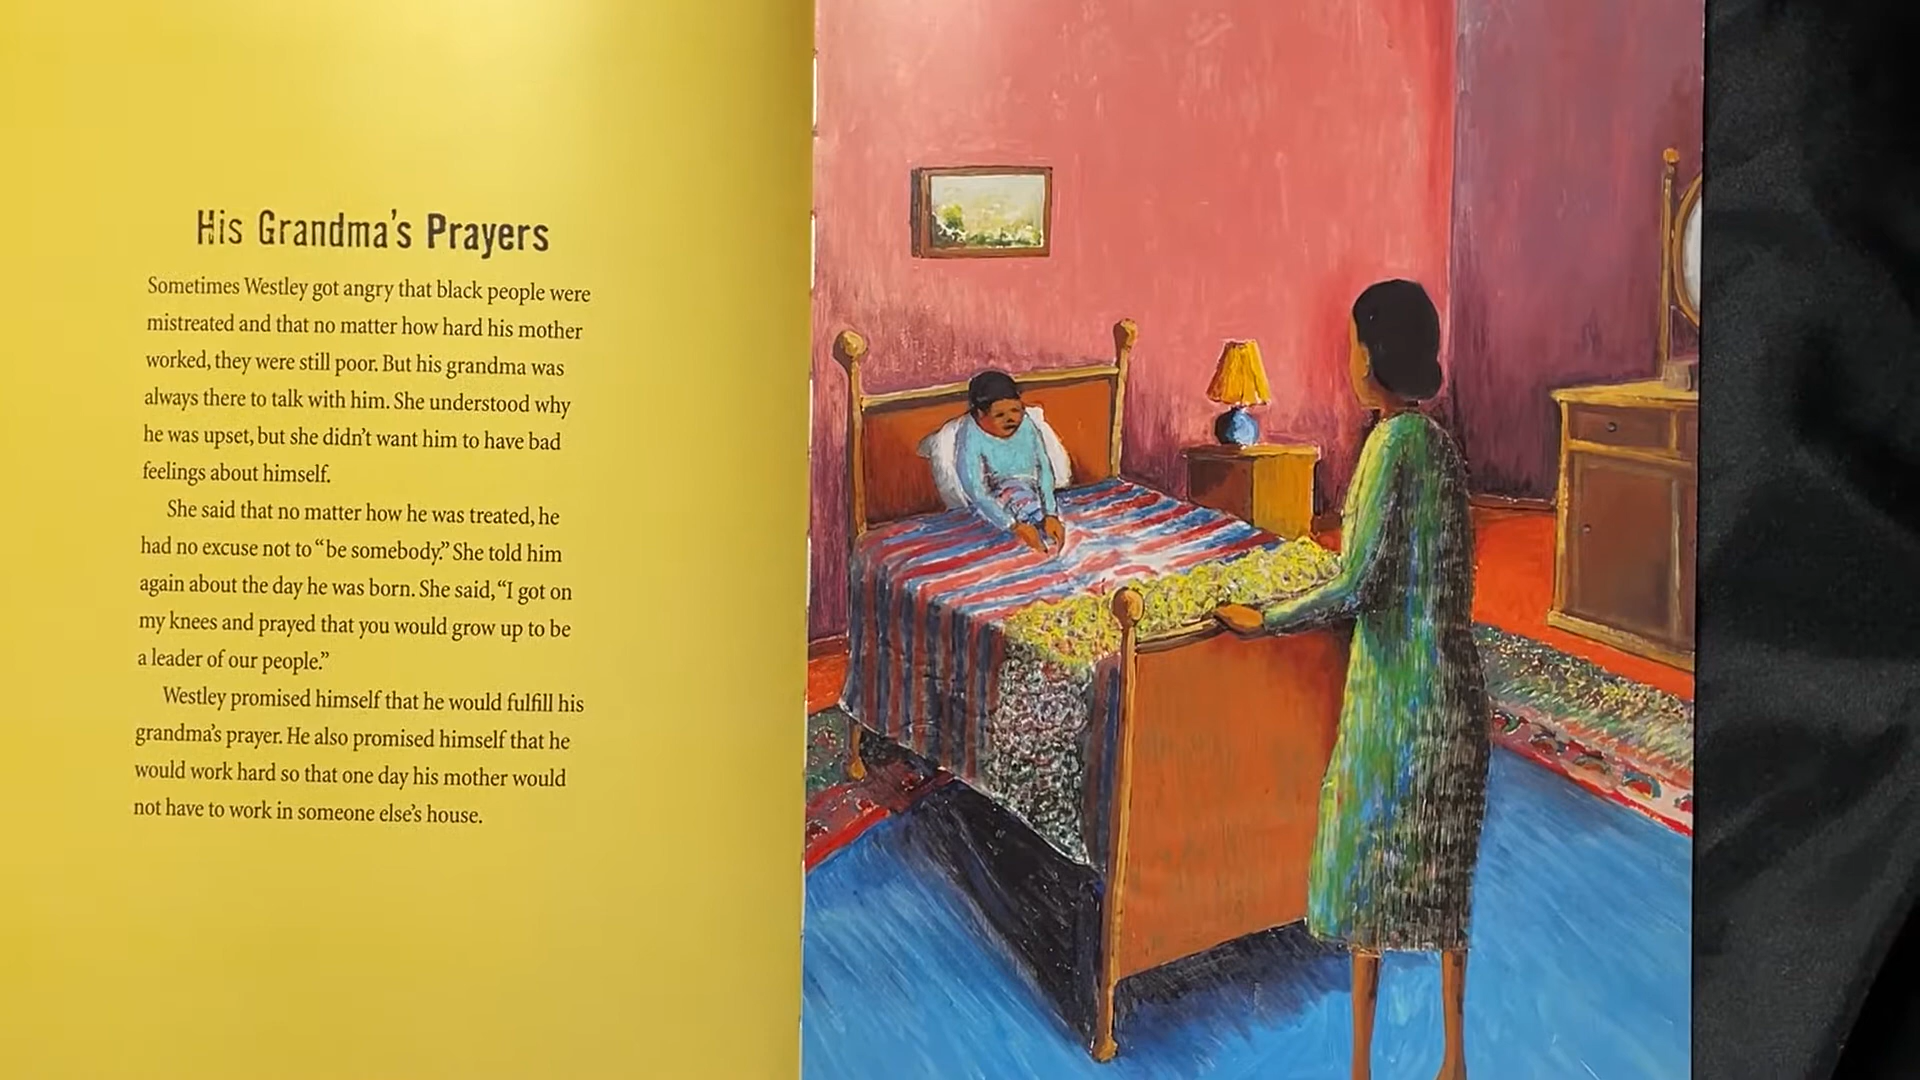 His Grandma's Prayers
Sometimes Westley got angry that black people were
mistreated and that no matter how hard his mother
worked, they were still poor. But his grandma was
always there to talk with him. She understood why
he was upset, but she didn't want him to have bad
feelings about himself.
She said that no matter how he was treated, he
had no excuse not to “be somebody.” She told him
again about the day he was born. She said, “I got on
my knees and prayed that you would grow up to be
a leader of our people.”
Westley promised himself that he would fulfill his
grandma's prayer. He also promised himself that he
would work hard so that one day his mother would
not have to work in someone else's house.